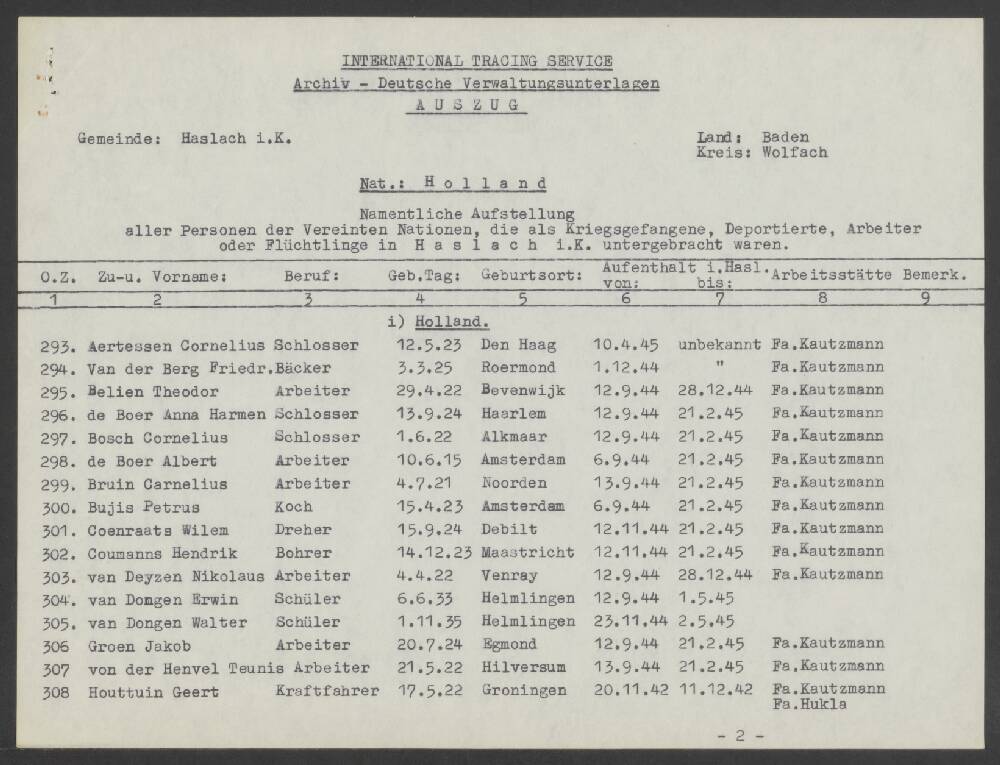 INTERNATIONAL TRACING SERVICE
Archiv - Deutsche Verwaltungsunterlagen
A U S Z U G
Gemeinde: Haslach i.K. Land: Baden
Kreis: Wolfach
Nat.: H o l l a n d
Namentliche Aufstellung
aller Personen der Vereinten Nationen, die als Kriegsgefangene, Deportierte, Arbeiter
oder Flüchtlinge in H a s l a c h i.K. untergebracht waren.
O.Z. Zu-u. Vorname: Beruf: Geb.Tag: Geburtsort: Aufenthalt i.Hasl. von: bis: Arbeitsstätte Bemerk.
1 2 3 4 5 6 7 8 9
i) Holland.
293. Aertessen Cornelius Schlosser 12.5.23 Den Haag 10.4.45 unbekannt Fa.Kautzmann
294. Van der Berg Friedr. Bäcker 3.3.25 Roermond 1.12.44 " Fa.Kautzmann
295. Belien Theodor Arbeiter 29.4.22 Bevenwijk 12.9.44 28.12.44 Fa.Kautzmann
296. de Boer Anna Harmen Schlosser 13.9.24 Haarlem 12.9.44 21.2.45 Fa.Kautzmann
297. Bosch Cornelius Schlosser 1.6.22 Alkmaar 12.9.44 21.2.45 Fa.Kautzmann
298. de Boer Albert Arbeiter 10.6.15 Amsterdam 6.9.44 21.2.45 Fa.Kautzmann
299. Bruin Carnelius Arbeiter 4.7.21 Noorden 13.9.44 21.2.45 Fa.Kautzmann
300. Bujis Petrus Koch 15.4.23 Amsterdam 6.9.44 21.2.45 Fa.Kautzmann
301. Coenraats Wilem Dreher 15.9.24 Debilt 12.11.44 21.2.45 Fa.Kautzmann
302. Coumanns Hendrik Bohrer 14.12.23 Maastricht 12.11.44 21.2.45 Fa.Kautzmann
303. van Deyzen Nikolaus Arbeiter 4.4.22 Venray 12.9.44 28.12.44 Fa.Kautzmann
304. van Domgen Erwin Schüler 6.6.33 Helmlingen 12.9.44 1.5.45
305. van Dongen Walter Schüler 1.11.35 Helmlingen 23.11.44 2.5.45
306 Groen Jakob Arbeiter 20.7.24 Egmond 12.9.44 21.2.45 Fa.Kautzmann
307 von der Henvel Teunis Arbeiter 21.5.22 Hilversum 13.9.44 21.2.45 Fa.Kautzmann
308 Houttuin Geert Kraftfahrer 17.5.22 Groningen 20.11.42 11.12.42 Fa.Kautzmann
Fa.Hukla
- 2 -